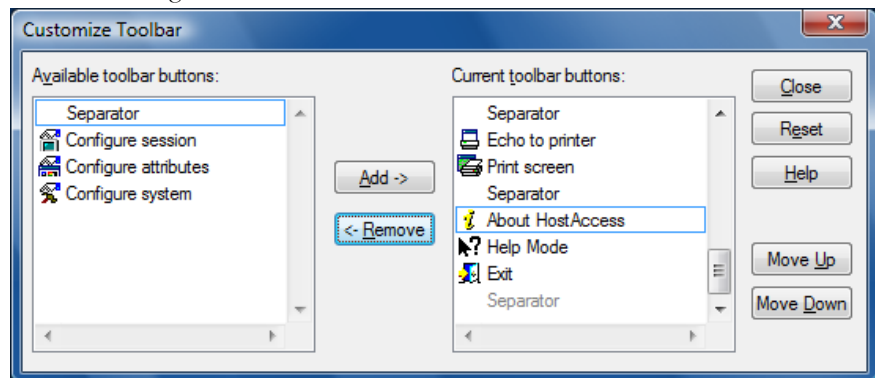 Customize Toolbar
Available toolbar buttons:
Separator
Configure session
Configure attributes
Configure system
Add ->
<- Remove
Current toolbar buttons:
Separator
Echo to printer
Print screen
Separator
About HostAccess
Help Mode
Exit
Separator
Close
Reset
Help
Move Up
Move Down